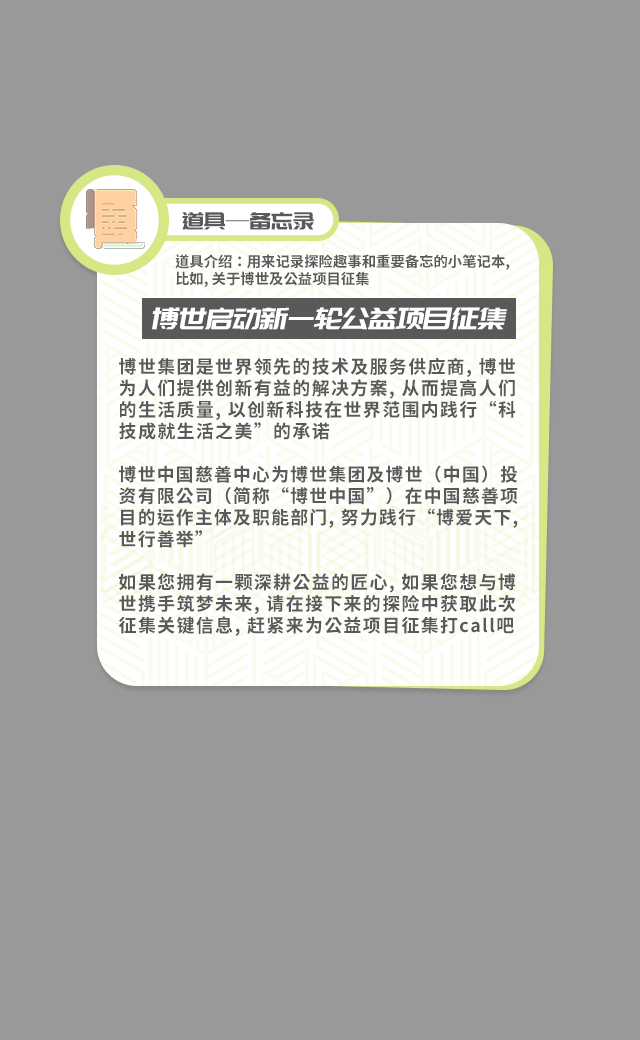 道具—备忘录
道具介绍：用来记录探险趣事和重要备忘的小笔记本,
比如, 关于博世及公益项目征集
博世启动新一轮公益项目征集
博世集团是世界领先的技术及服务供应商, 博世
为人们提供创新有益的解决方案, 从而提高人们
的生活质量, 以创新科技在世界范围内践行“科
技成就生活之美”的承诺
博世中国慈善中心为博世集团及博世（中国）投
资有限公司（简称“博世中国”）在中国慈善项
目的运作主体及职能部门, 努力践行“博爱天下,
世行善举”
如果您拥有一颗深耕公益的匠心, 如果您想与博
世携手筑梦未来, 请在接下来的探险中获取此次
征集关键信息, 赶紧来为公益项目征集打call吧